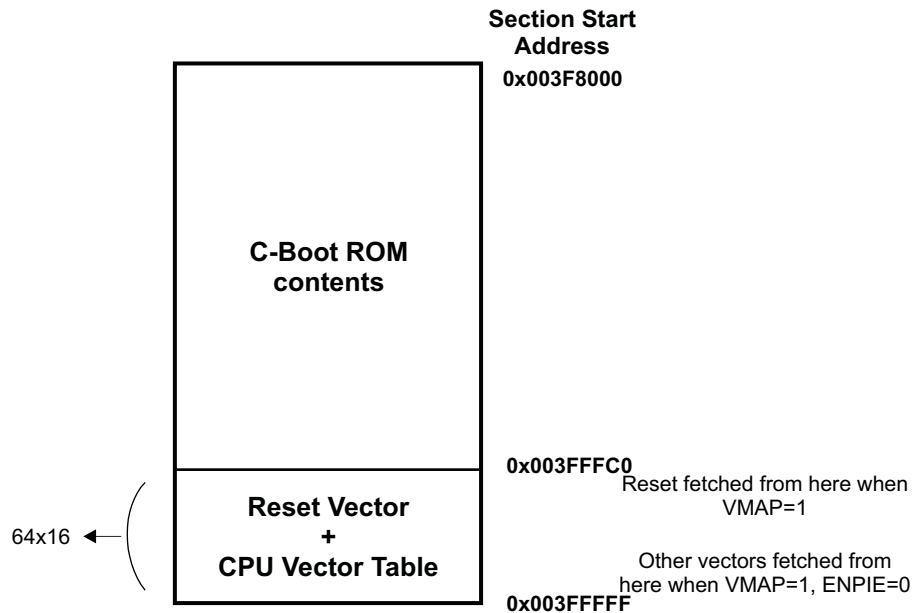 Section Start
Address
0x003F8000
C-Boot ROM
contents
0x003FFFC0
Reset fetched from here when
VMAP=1
64x16
Reset Vector
+
CPU Vector Table
Other vectors fetched from
here when VMAP=1, ENPIE=0
0x003FFFFF